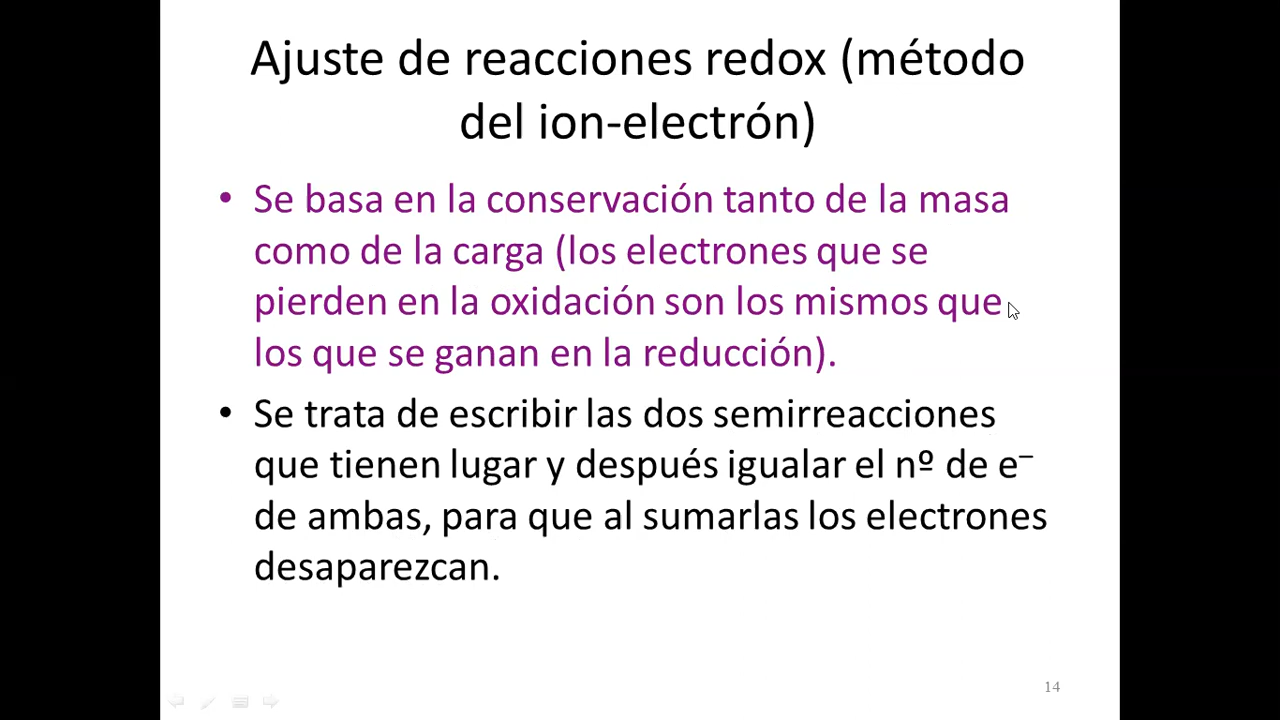 Ajuste de reacciones redox (método
del ion-electrón)
• Se basa en la conservación tanto de la masa
como de la carga (los electrones que se
pierden en la oxidación son los mismos que
los que se ganan en la reducción).
• Se trata de escribir las dos semirreacciones
que tienen lugar y después igualar el nº de e–
de ambas, para que al sumarlas los electrones
desaparezcan.
14